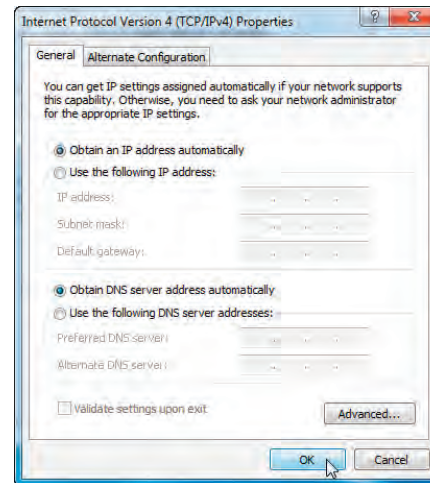 Internet Protocol Version 4 (TCP/IPv4) Properties
General
Alternate Configuration
You can get IP settings assigned automatically if your network supports
this capability. Otherwise, you need to ask your network administrator
for the appropriate IP settings.
Obtain an IP address automatically
Use the following IP address:
IP address:
Subnet mask:
Default gateway:
Obtain DNS server address automatically
Use the following DNS server addresses:
Preferred DNS server:
Alternate DNS server:
Validate settings upon exit
Advanced...
OK
Cancel